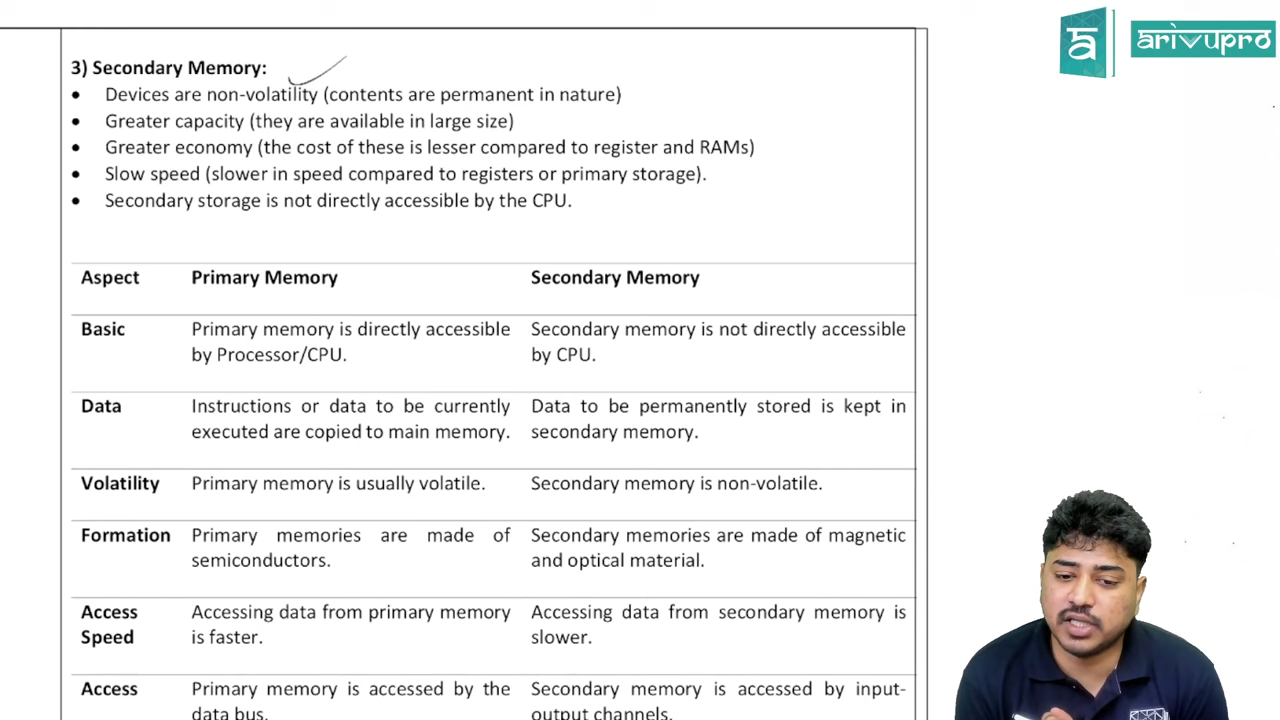 ā
arivupro
3) Secondary Memory:
• Devices are non-volatility (contents are permanent in nature)
• Greater capacity (they are available in large size)
• Greater economy (the cost of these is lesser compared to register and RAMs)
• Slow speed (slower in speed compared to registers or primary storage).
• Secondary storage is not directly accessible by the CPU.
Aspect Primary Memory Secondary Memory
Basic Primary memory is directly accessible Secondary memory is not directly accessible
by Processor/CPU. by CPU.
Data Instructions or data to be currently Data to be permanently stored is kept in
executed are copied to main memory. secondary memory.
Volatility Primary memory is usually volatile. Secondary memory is non-volatile.
Formation Primary memories are made of Secondary memories are made of magnetic
semiconductors. and optical material.
Access Accessing data from primary memory Accessing data from secondary memory is
Speed is faster. slower.
Access Primary memory is accessed by the Secondary memory is accessed by input-
data bus. output channels.